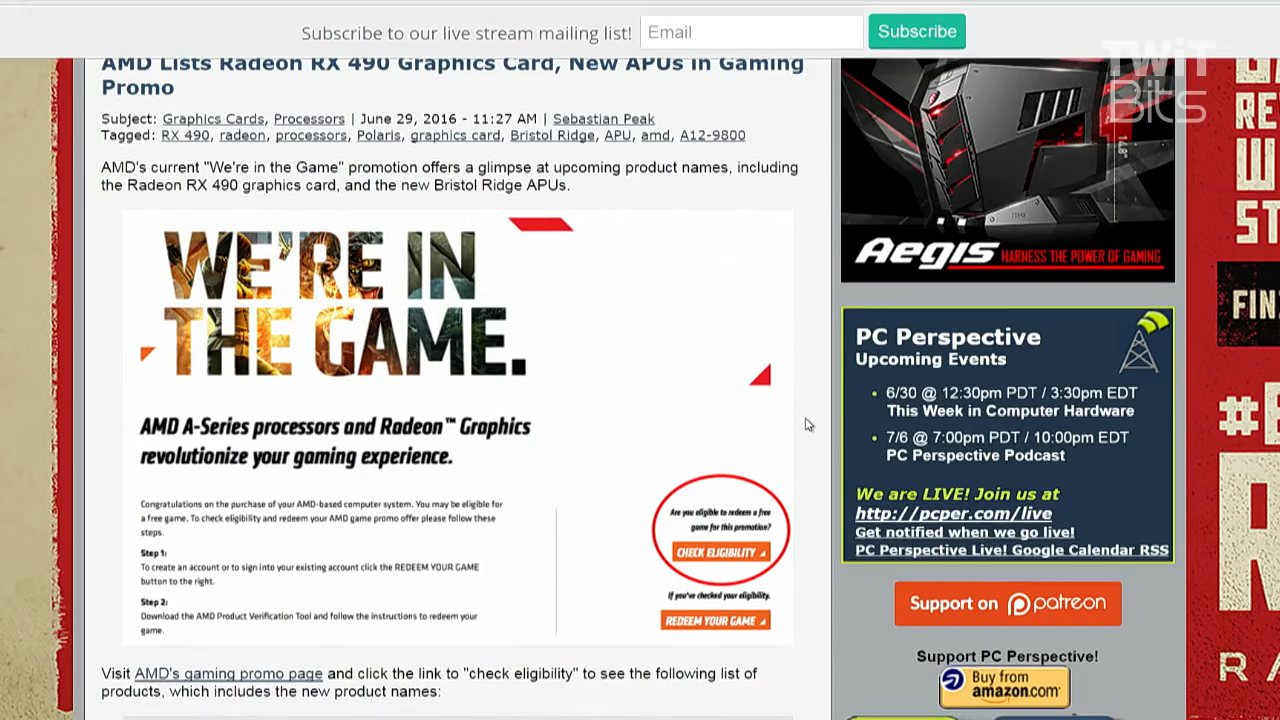 Subscribe to our live stream mailing list!
Email
Subscribe
TWiT
Bits
AMD Lists Radeon RX 490 Graphics Card, New APUs in Gaming
Promo
Subject: Graphics Cards, Processors | June 29, 2016 - 11:27 AM | Sebastian Peak
Tagged: RX 490, radeon, processors, Polaris, graphics card, Bristol Ridge, APU, amd, A12-9800
AMD's current "We're in the Game" promotion offers a glimpse at upcoming product names, including
the Radeon RX 490 graphics card, and the new Bristol Ridge APUs.
WE'RE IN
THE GAME.
AMD A-Series processors and Radeon™ Graphics
revolutionize your gaming experience.
Congratulations on the purchase of your AMD-based computer system. You may be eligible for
a free game. To check eligibility and redeem your AMD game promo offer please follow these
steps.
Step 1:
To create an account or to sign into your existing account click the REDEEM YOUR GAME
button to the right.
Step 2:
Download the AMD Product Verification Tool and follow the instructions to redeem your
game.
Are you eligible to redeem a free
game for this promotion?
CHECK ELIGIBILITY
If you've checked your eligibility.
REDEEM YOUR GAME
Visit AMD's gaming promo page and click the link to "check eligibility" to see the following list of
products, which includes the new product names:
14.8"
Aegis HARNESS THE POWER OF GAMING
PC Perspective
Upcoming Events
• 6/30 @ 12:30pm PDT / 3:30pm EDT
This Week in Computer Hardware
• 7/6 @ 7:00pm PDT / 10:00pm EDT
PC Perspective Podcast
We are LIVE! Join us at
http://pcper.com/live
Get notified when we go live!
PC Perspective Live! Google Calendar RSS
Support on patreon
Support PC Perspective!
Buy from
amazon.com